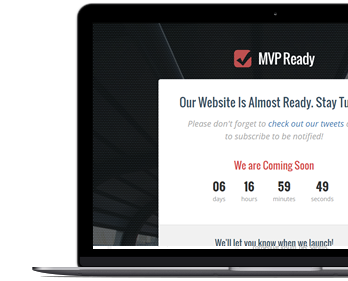 MVP Ready
Our Website Is Almost Ready. Stay Tu
Please don't forget to check out our tweets
to subscribe to be notified!
We are Coming Soon
06 16 59 49
days hours minutes seconds
We'll let you know when we launch!